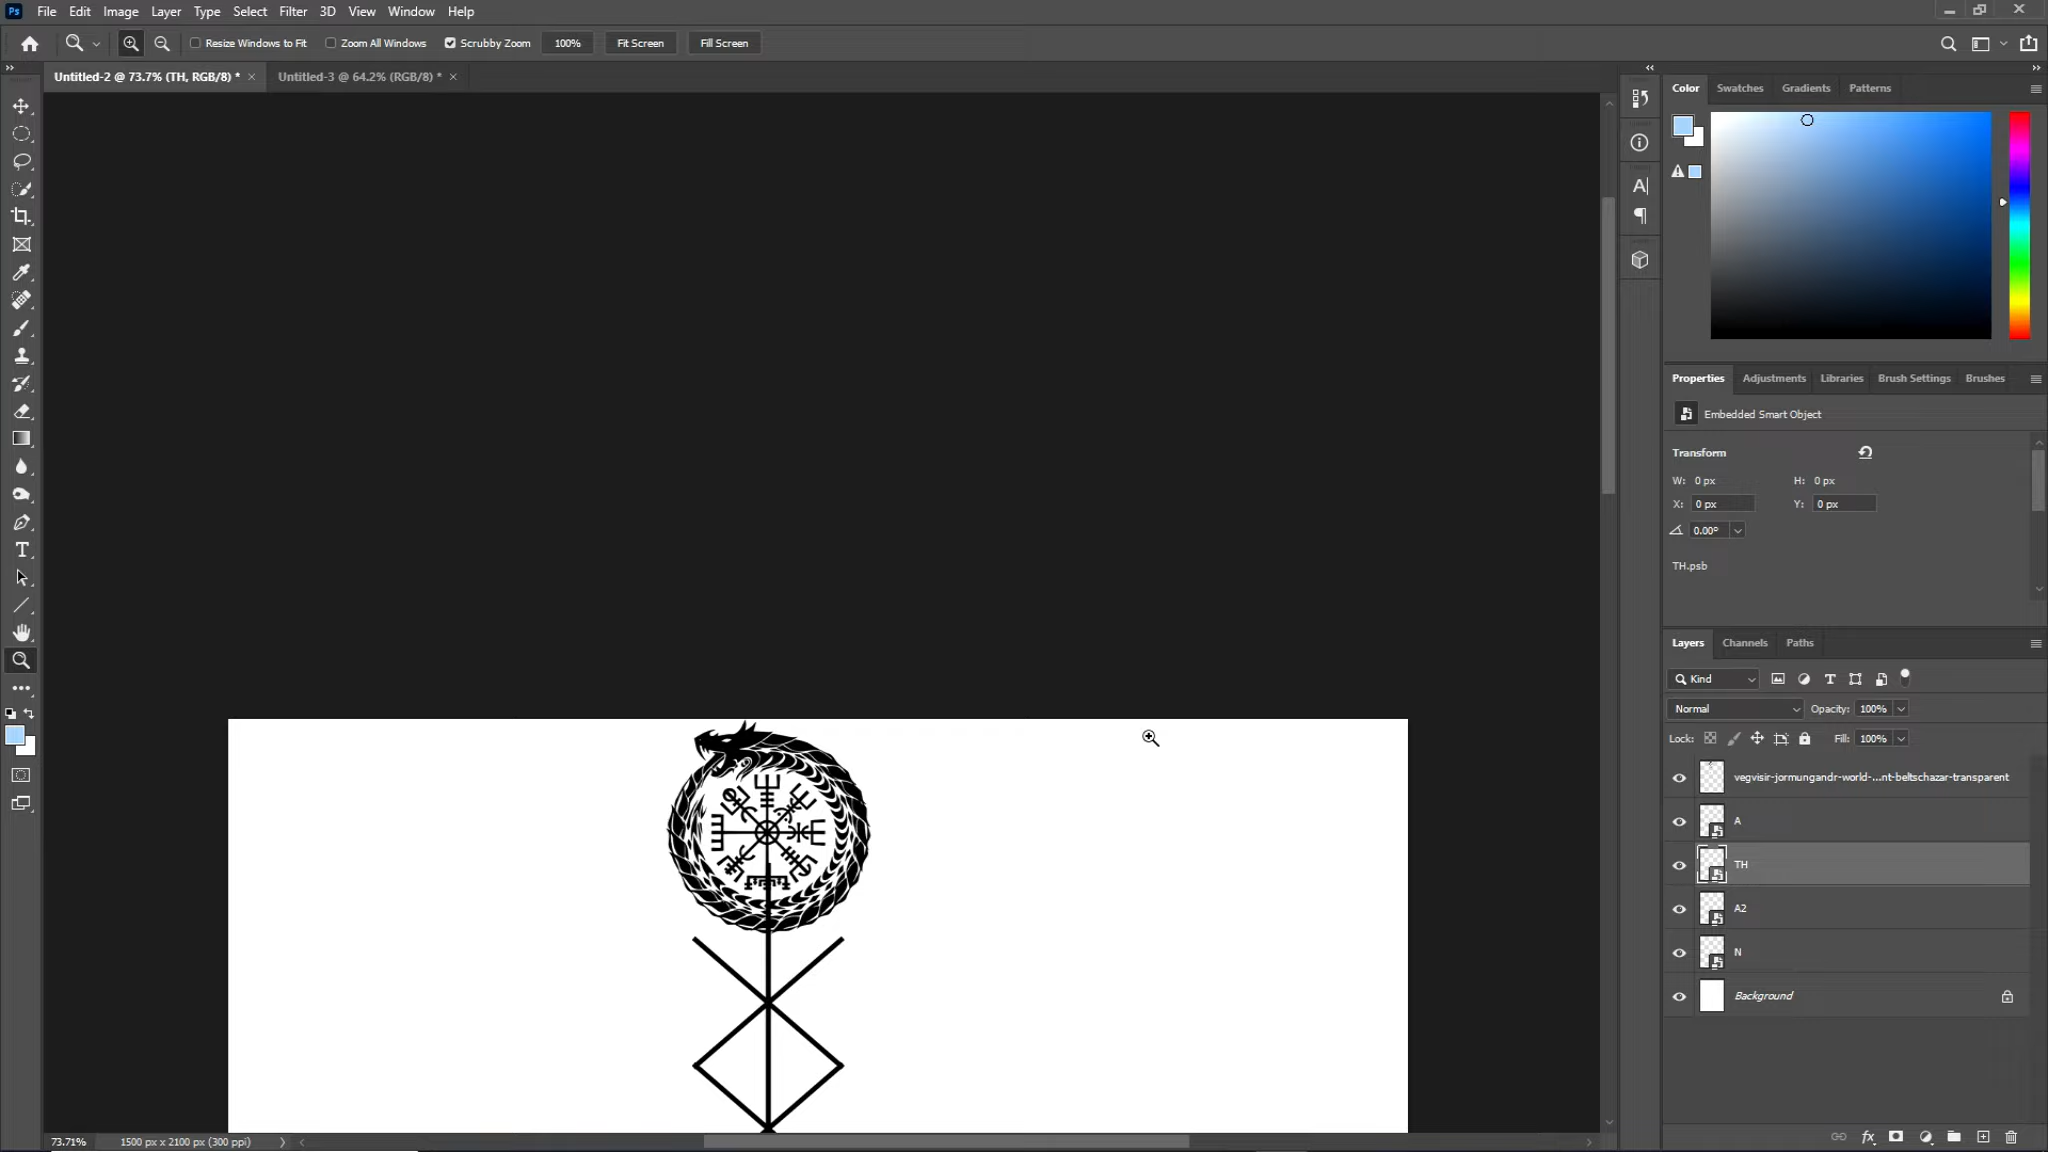 Ps File Edit Image Layer Type Select Filter 3D View Window Help
Resize Windows to Fit Zoom All Windows Scrubby Zoom 100% Fit Screen Fill Screen
Untitled-2 @ 73.7% (TH, RGB/8) * × Untitled-3 @ 64.2% (RGB/8) * ×
Color Swatches Gradients Patterns
Properties Adjustments Libraries Brush Settings Brushes
Embedded Smart Object
Transform
W: 0 px H: 0 px
X: 0 px Y: 0 px
0.00°
TH.psb
Layers Channels Paths
Kind
Normal Opacity: 100%
Lock: Fill: 100%
vegvisir-jormungandr-world-...nt-beltschazar-transparent
A
TH
A2
N
Background
73.71% 1500 px x 2100 px (300 ppi)